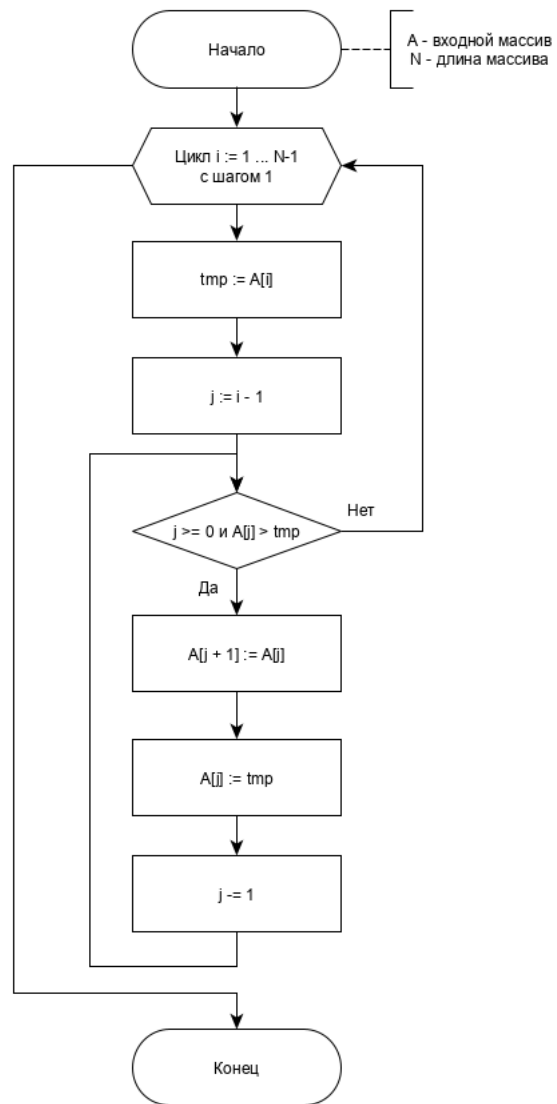 Начало
А - входной массив
N - длина массива
Цикл i := 1 ... N-1
с шагом 1
tmp := A[i]
j := i - 1
j >= 0 и A[j] > tmp
Нет
Да
A[j + 1] := A[j]
A[j] := tmp
j -= 1
Конец